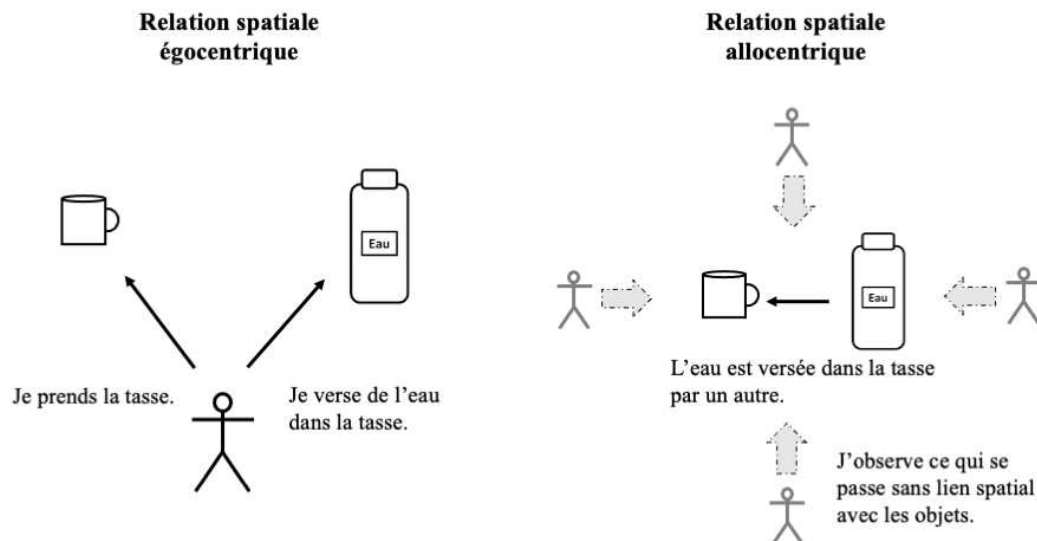 Relation spatiale
égocentrique
Eau
Je prends la tasse.
Je verse de l’eau
dans la tasse.
Relation spatiale
allocentrique
Eau
L’eau est versée dans la tasse
par un autre.
J’observe ce qui se
passe sans lien spatial
avec les objets.